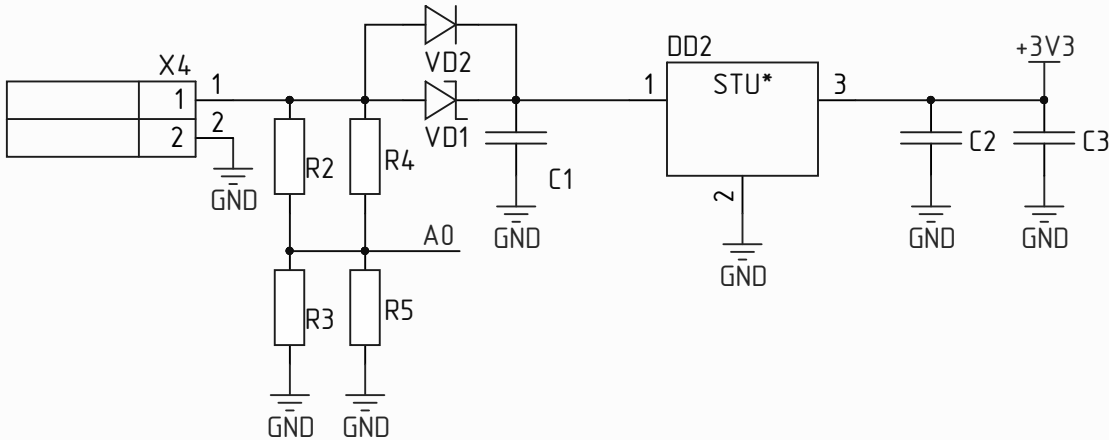 DD2
+3V3
VD2
X4
1
1
STU*
1
3
VD1
2
2
C2
C3
R2
R4
C1
GND
2
A0
GND
GND
GND
GND
R3
R5
GND
GND